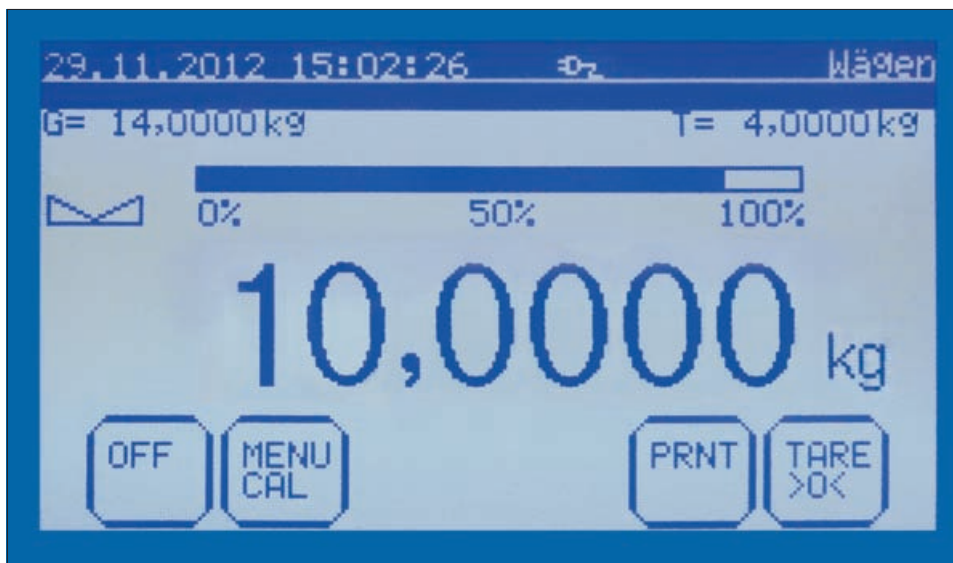 29.11.2012 15:02:26 Wägen
G= 14,0000kg T= 4,0000kg
0% 50% 100%
10,0000 kg
OFF MENU CAL PRNT TARE >0<